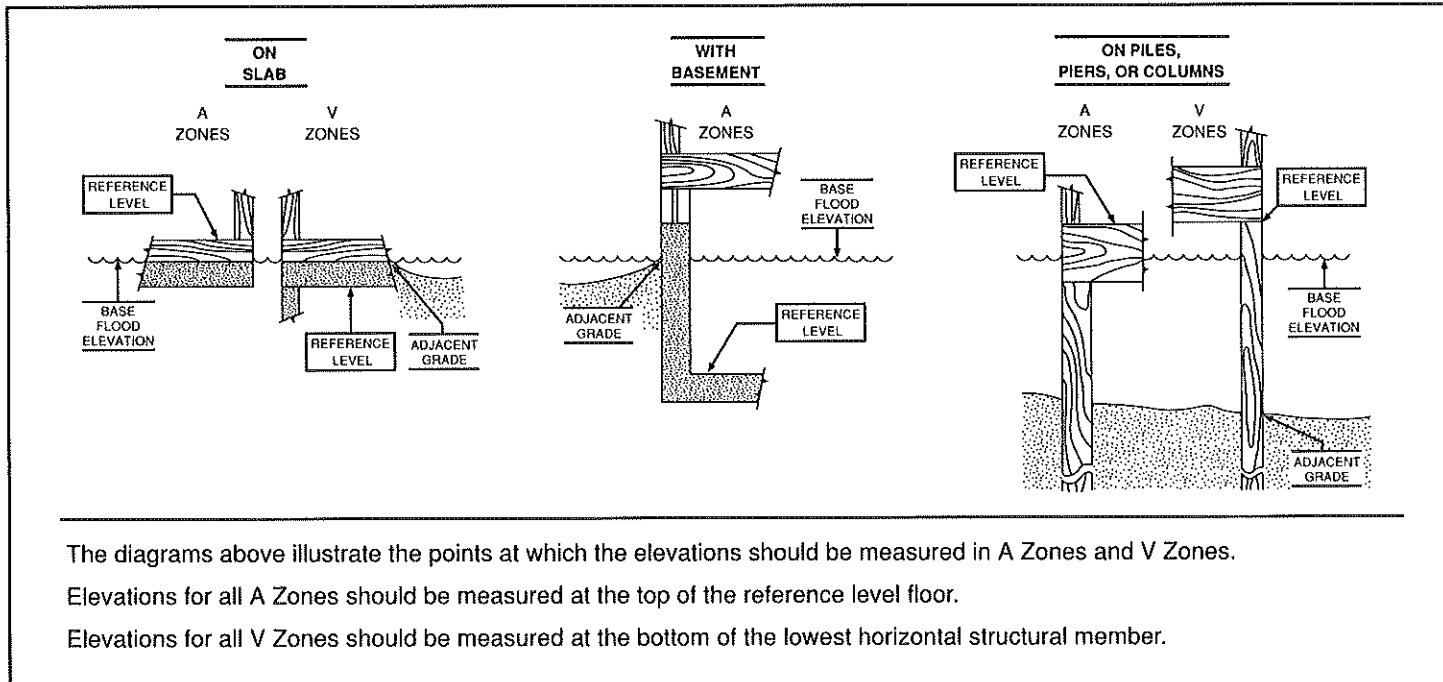 ON
SLAB
A
ZONES
V
ZONES
REFERENCE
LEVEL
BASE
FLOOD
ELEVATION
REFERENCE
LEVEL
ADJACENT
GRADE
WITH
BASEMENT
A
ZONES
BASE
FLOOD
ELEVATION
ADJACENT
GRADE
REFERENCE
LEVEL
ON PILES,
PIERS, OR COLUMNS
A
ZONES
V
ZONES
REFERENCE
LEVEL
REFERENCE
LEVEL
BASE
FLOOD
ELEVATION
ADJACENT
GRADE
The diagrams above illustrate the points at which the elevations should be measured in A Zones and V Zones.
Elevations for all A Zones should be measured at the top of the reference level floor.
Elevations for all V Zones should be measured at the bottom of the lowest horizontal structural member.